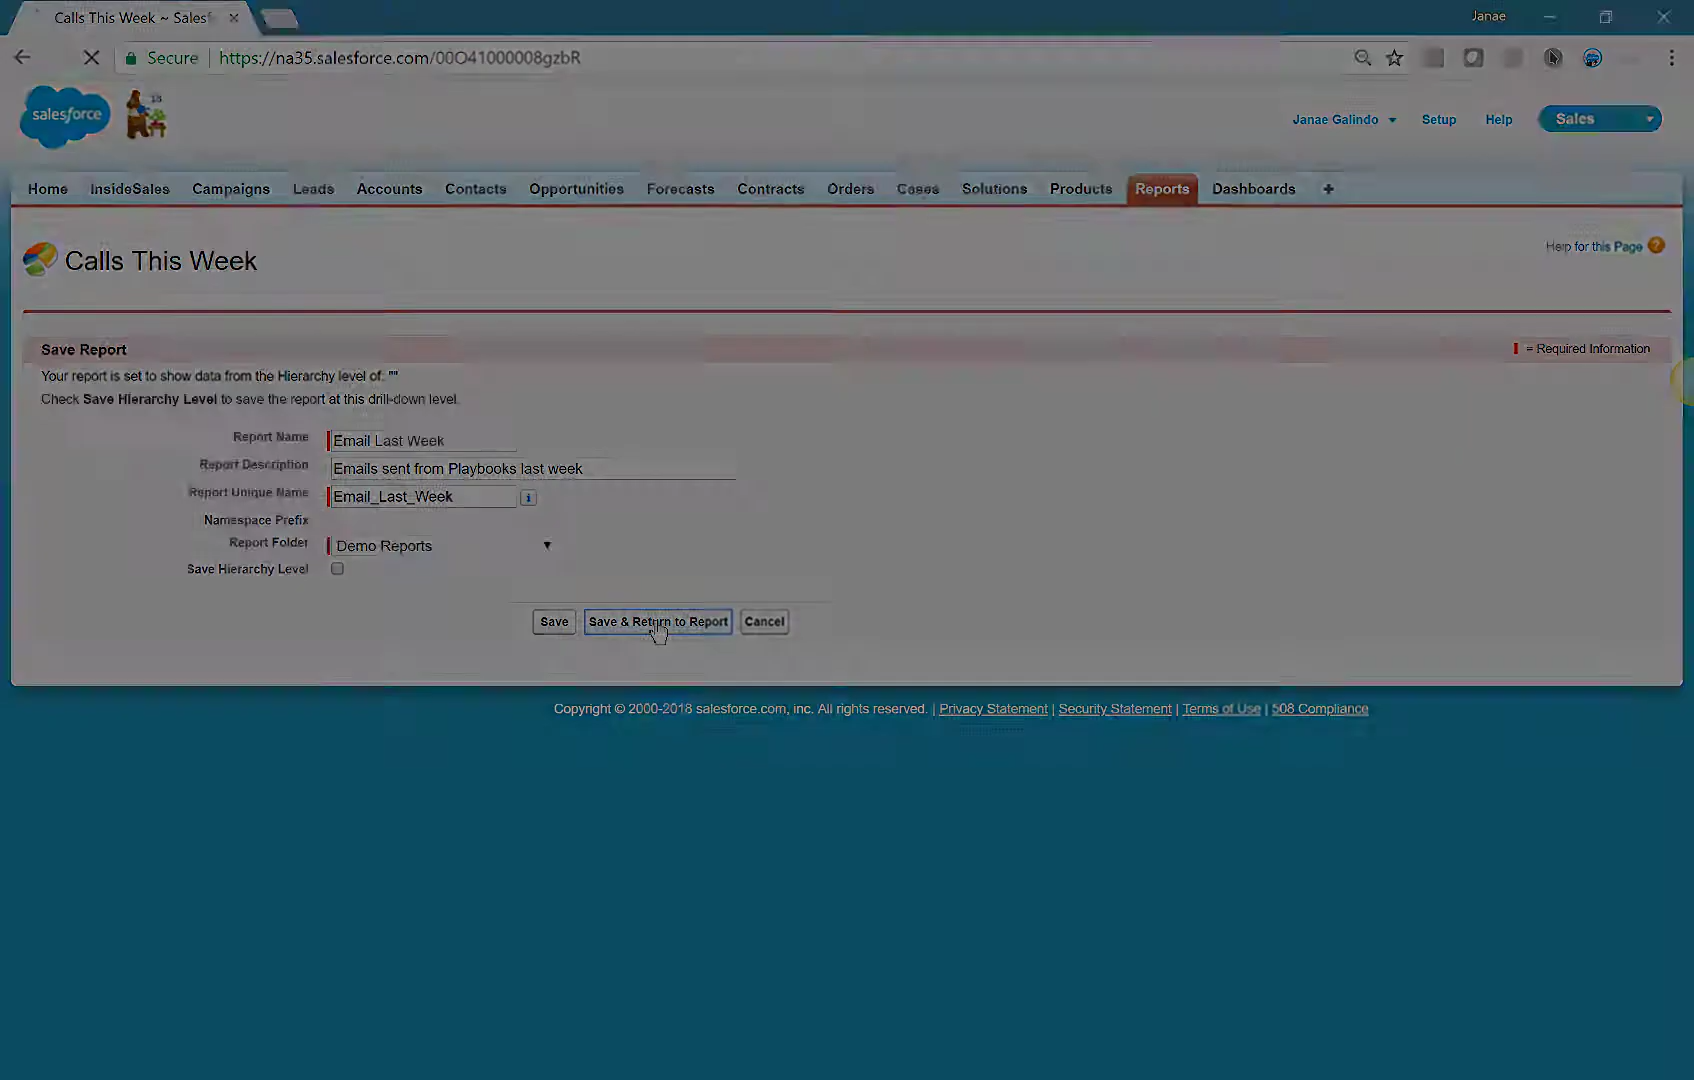 Calls This Week ~ Salesf
Janae
Secure
https://na35.salesforce.com/00O41000008gzbR
salesforce
Janae Galindo
Setup
Help
Sales
Home InsideSales Campaigns Leads Accounts Contacts Opportunities Forecasts Contracts Orders Cases Solutions Products Reports Dashboards +
Calls This Week
Help for this Page ?
Save Report
= Required Information
Your report is set to show data from the Hierarchy level of: ""
Check Save Hierarchy Level to save the report at this drill-down level.
Report Name Email Last Week
Report Description Emails sent from Playbooks last week
Report Unique Name Email_Last_Week i
Namespace Prefix
Report Folder Demo Reports
Save Hierarchy Level
Save Save & Return to Report Cancel
Copyright © 2000-2018 salesforce.com, inc. All rights reserved. | Privacy Statement | Security Statement | Terms of Use | 508 Compliance